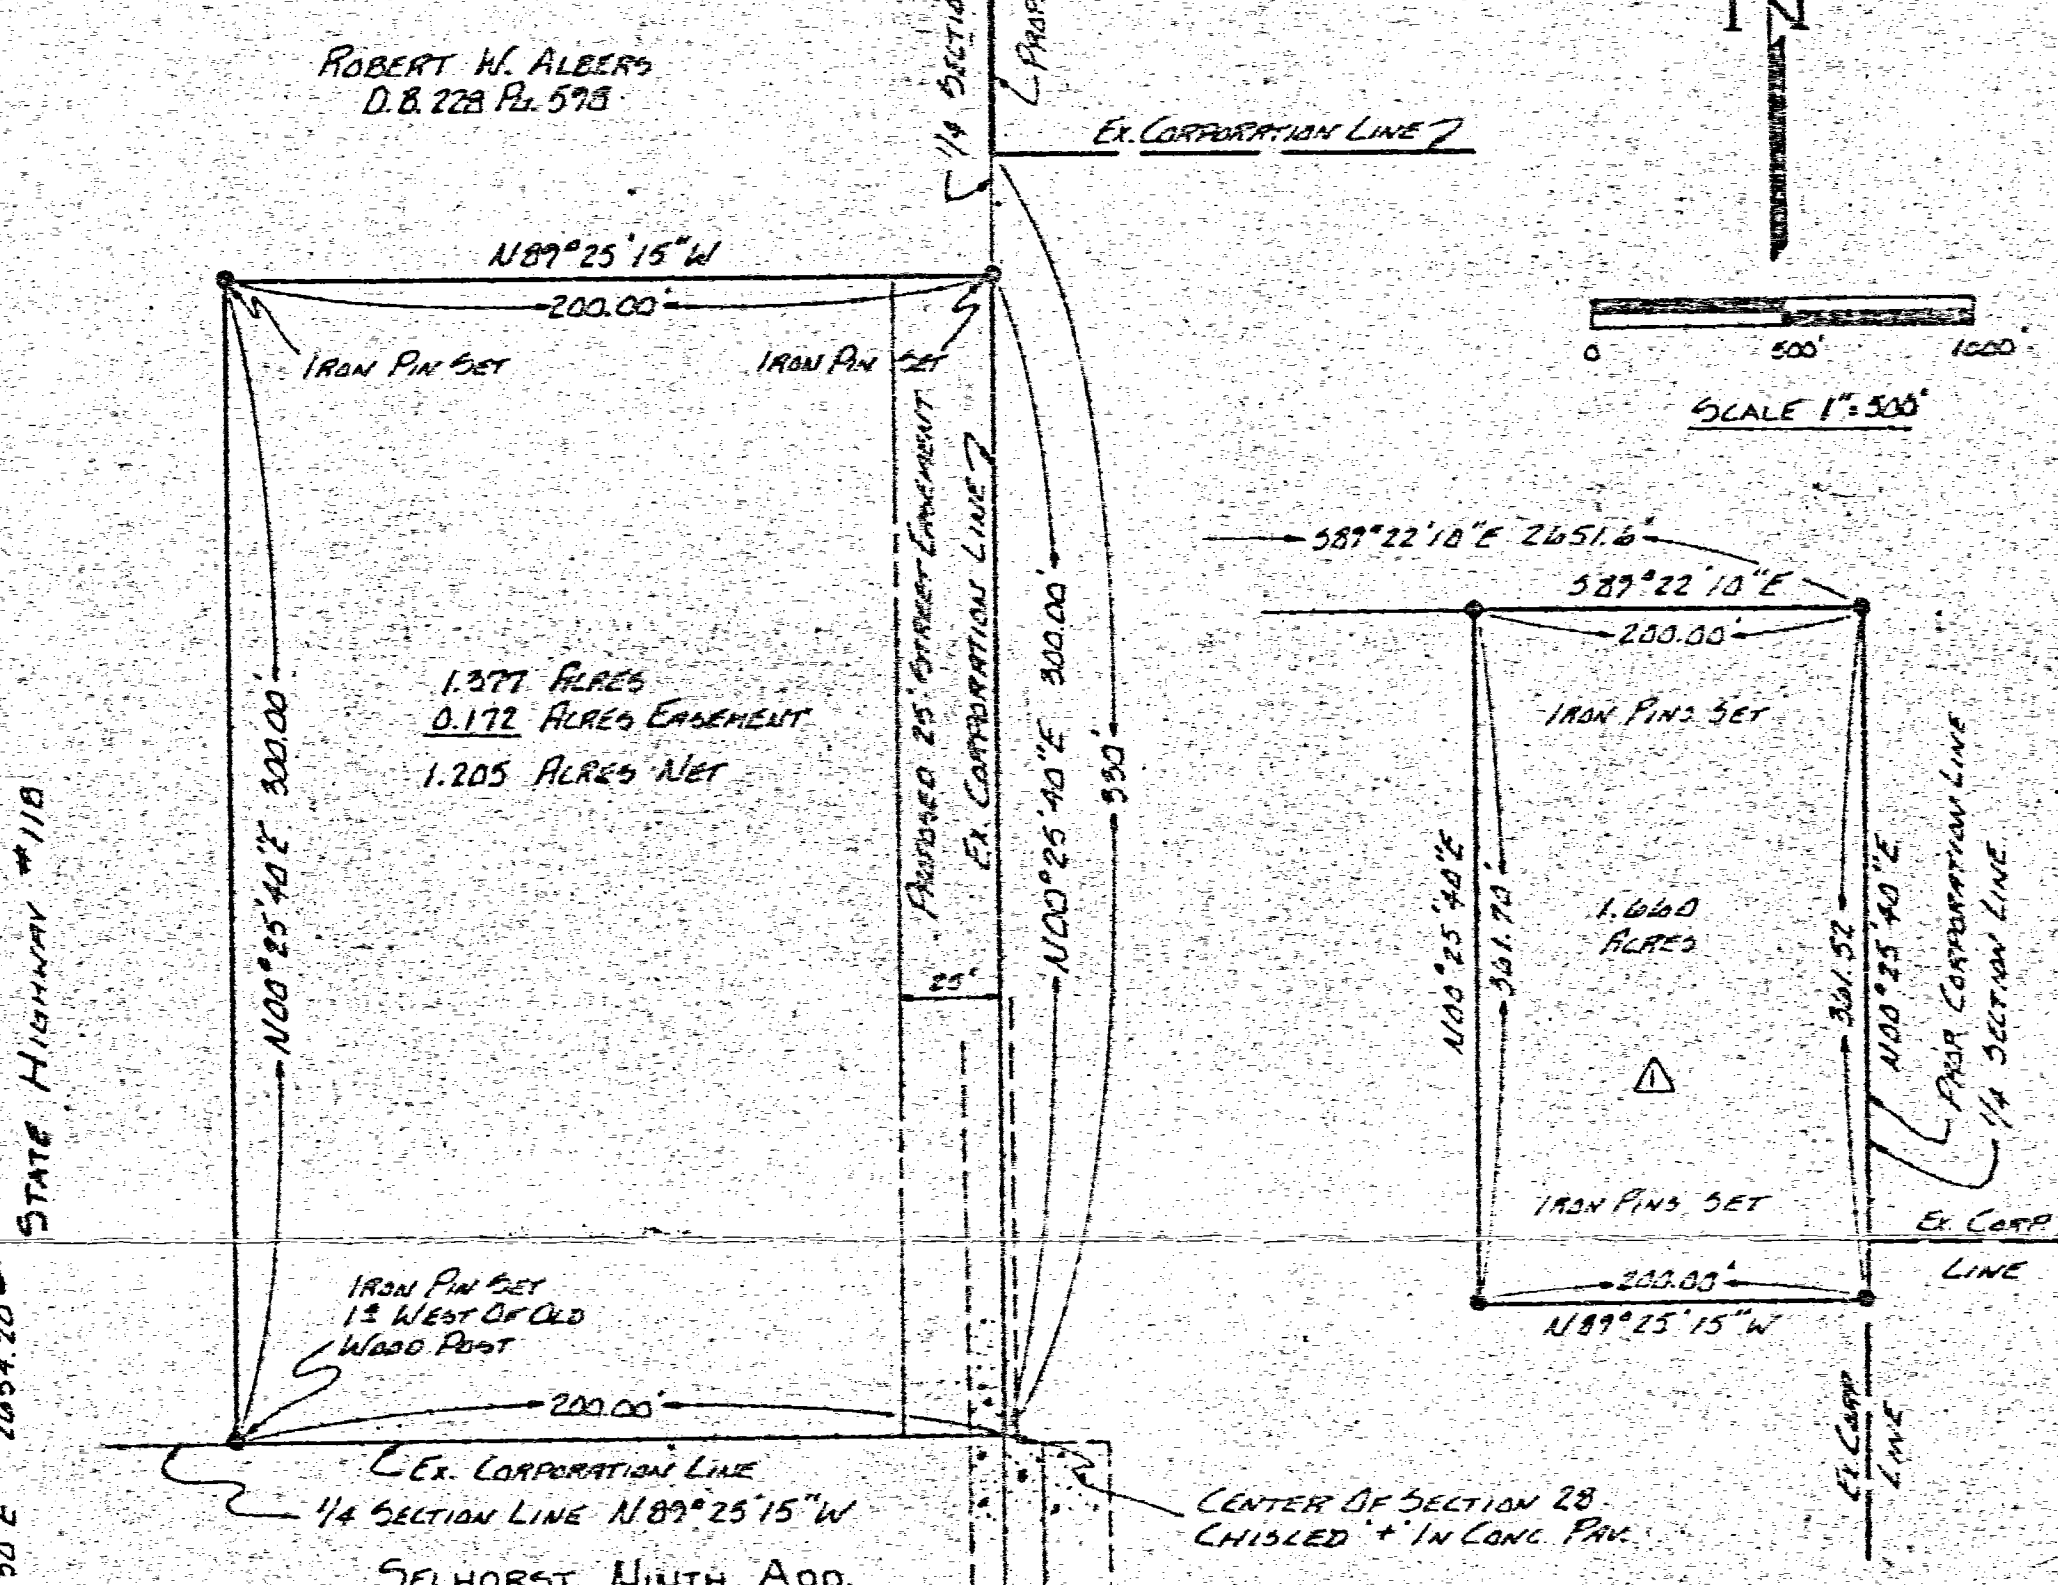 ROBERT W. ALBERS
D.B. 228 PG. 598
1/4 SECTION
EX. CORPORATION LINE
N89°25'15"W
200.00'
IRON PIN SET
IRON PIN SET
0 500' 1000'
SCALE 1"=500'
PROPOSED 25' STREET EASEMENT
EX. CORPORATION LINE
N00°25'40"E 300.00'
330'
1.377 ACRES
0.172 ACRES EASEMENT
1.205 ACRES NET
N00°25'40"E 300.00'
STATE HIGHWAY #118
25'
S89°22'10"E 2651.6'
S89°22'10"E
200.00'
IRON PINS SET
N00°25'40"E
361.70'
1.660
ACRES
361.52
N00°25'40"E
PROP. CORPORATION LINE
1/4 SECTION LINE
1
IRON PINS SET
EX. CORP.
LINE
200.00'
N89°25'15"W
EX. CORP
LINE
IRON PIN SET
1± WEST OF OLD
WOOD POST
200.00'
EX. CORPORATION LINE
1/4 SECTION LINE N89°25'15"W
CENTER OF SECTION 28
CHISLED '+' IN CONC. PAV.
SELHORST NINTH ADD.